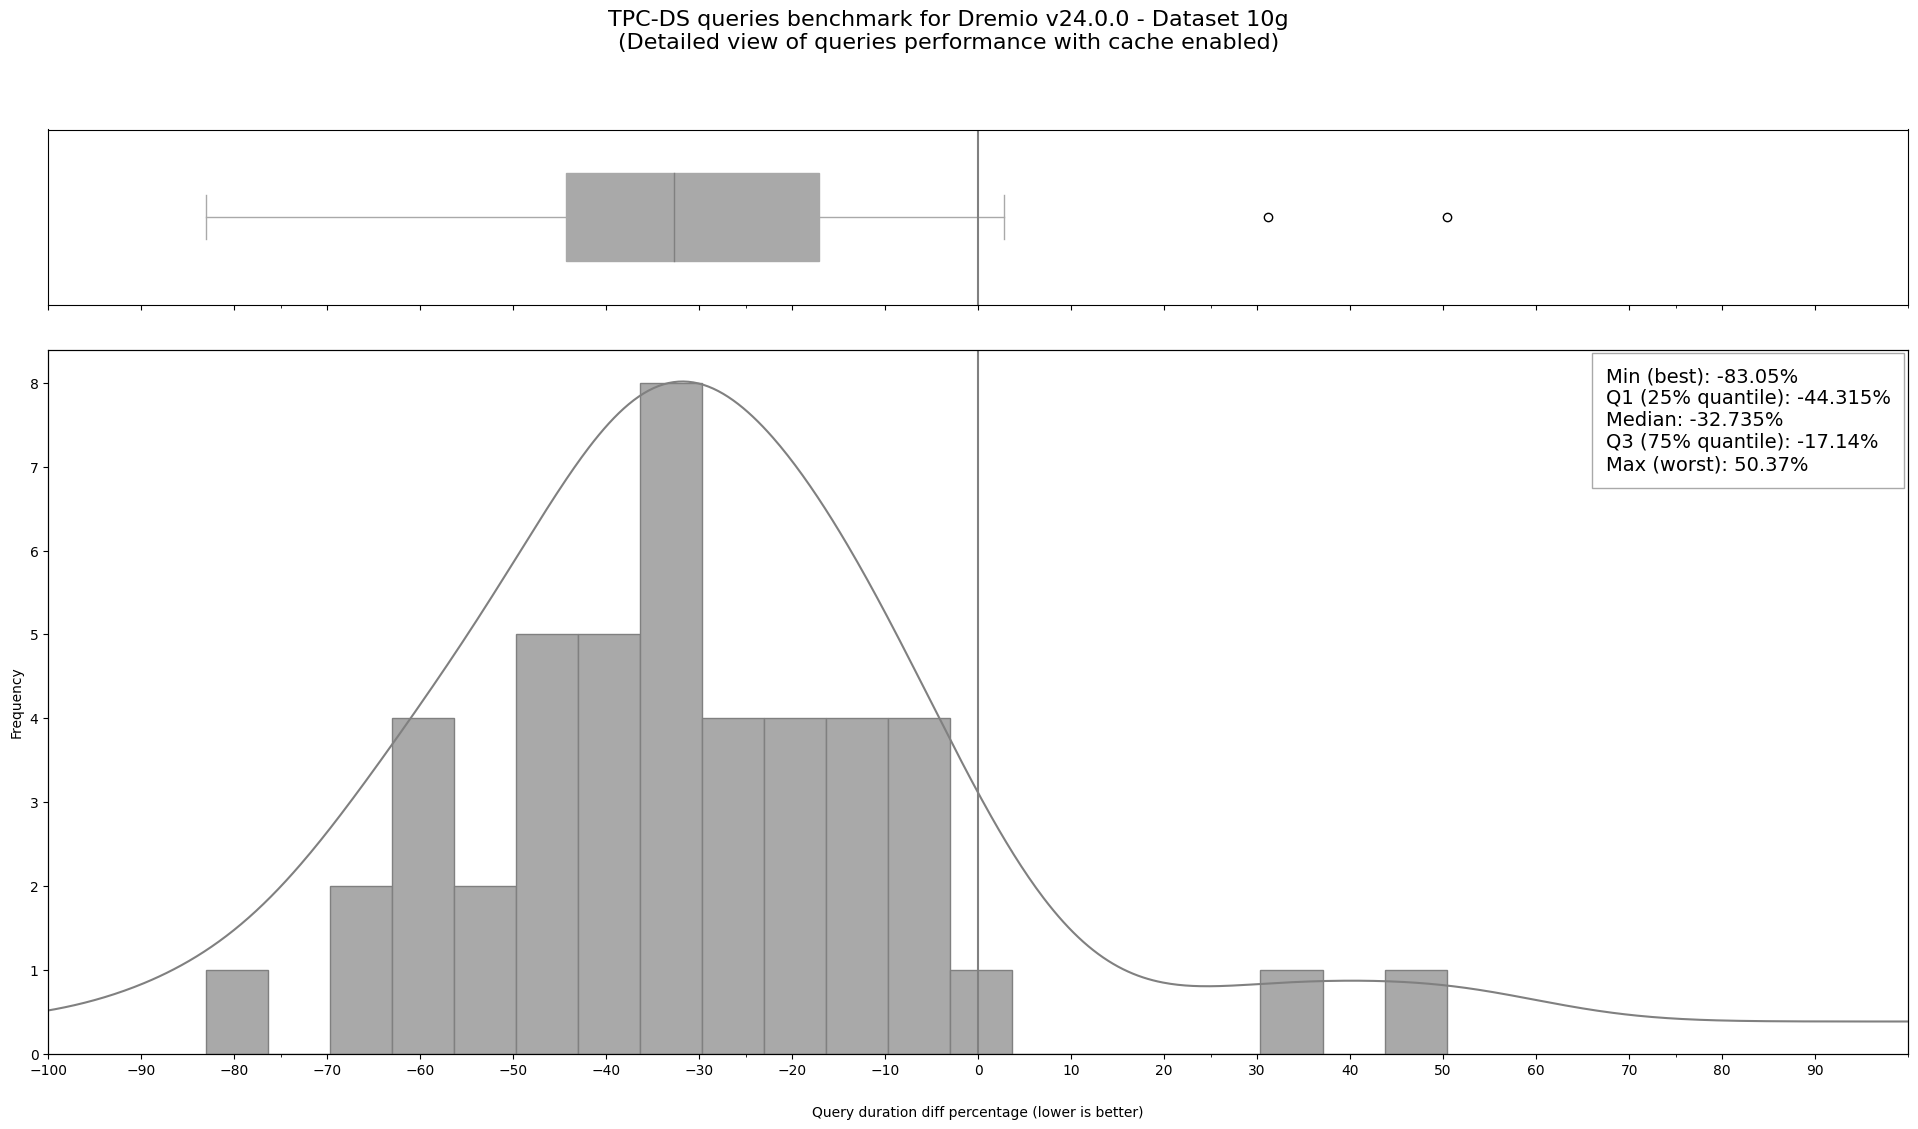 TPC-DS queries benchmark for Dremio v24.0.0 - Dataset 10g
(Detailed view of queries performance with cache enabled)
Min (best): -83.05%
Q1 (25% quantile): -44.315%
Median: -32.735%
Q3 (75% quantile): -17.14%
Max (worst): 50.37%
8
7
6
5
4
3
2
1
0
Frequency
−100 −90 −80 −70 −60 −50 −40 −30 −20 −10 0 10 20 30 40 50 60 70 80 90
Query duration diff percentage (lower is better)